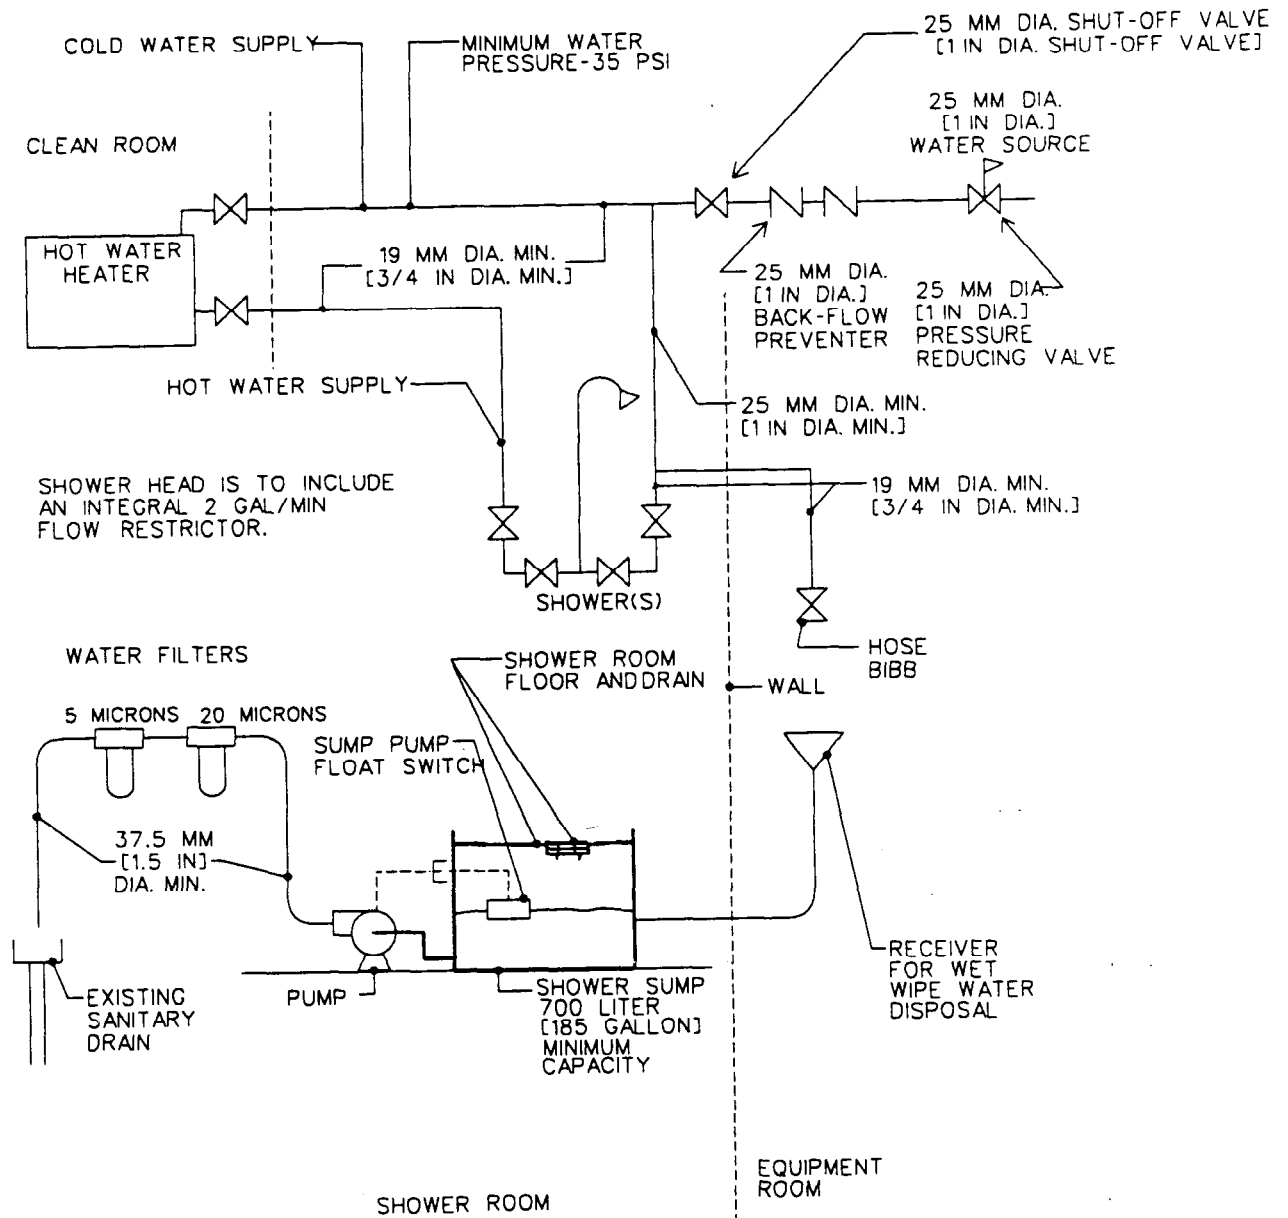 25 MM DIA. SHUT-OFF VALVE
[1 IN DIA. SHUT-OFF VALVE]
COLD WATER SUPPLY
MINIMUM WATER
PRESSURE-35 PSI
25 MM DIA.
[1 IN DIA.]
WATER SOURCE
CLEAN ROOM
HOT WATER
HEATER
19 MM DIA. MIN.
[3/4 IN DIA. MIN.]
25 MM DIA.
[1 IN DIA.]
BACK-FLOW
PREVENTER
25 MM DIA.
[1 IN DIA.]
PRESSURE
REDUCING VALVE
HOT WATER SUPPLY
25 MM DIA. MIN.
[1 IN DIA. MIN.]
SHOWER HEAD IS TO INCLUDE
AN INTEGRAL 2 GAL/MIN
FLOW RESTRICTOR.
19 MM DIA. MIN.
[3/4 IN DIA. MIN.]
SHOWER(S)
HOSE
BIBB
WATER FILTERS
SHOWER ROOM
FLOOR ANDDRAIN
WALL
5 MICRONS
20 MICRONS
SUMP PUMP
FLOAT SWITCH
37.5 MM
[1.5 IN]
DIA. MIN.
RECEIVER
FOR WET
WIPE WATER
DISPOSAL
EXISTING
SANITARY
DRAIN
PUMP
SHOWER SUMP
700 LITER
[185 GALLON]
MINIMUM
CAPACITY
EQUIPMENT
ROOM
SHOWER ROOM